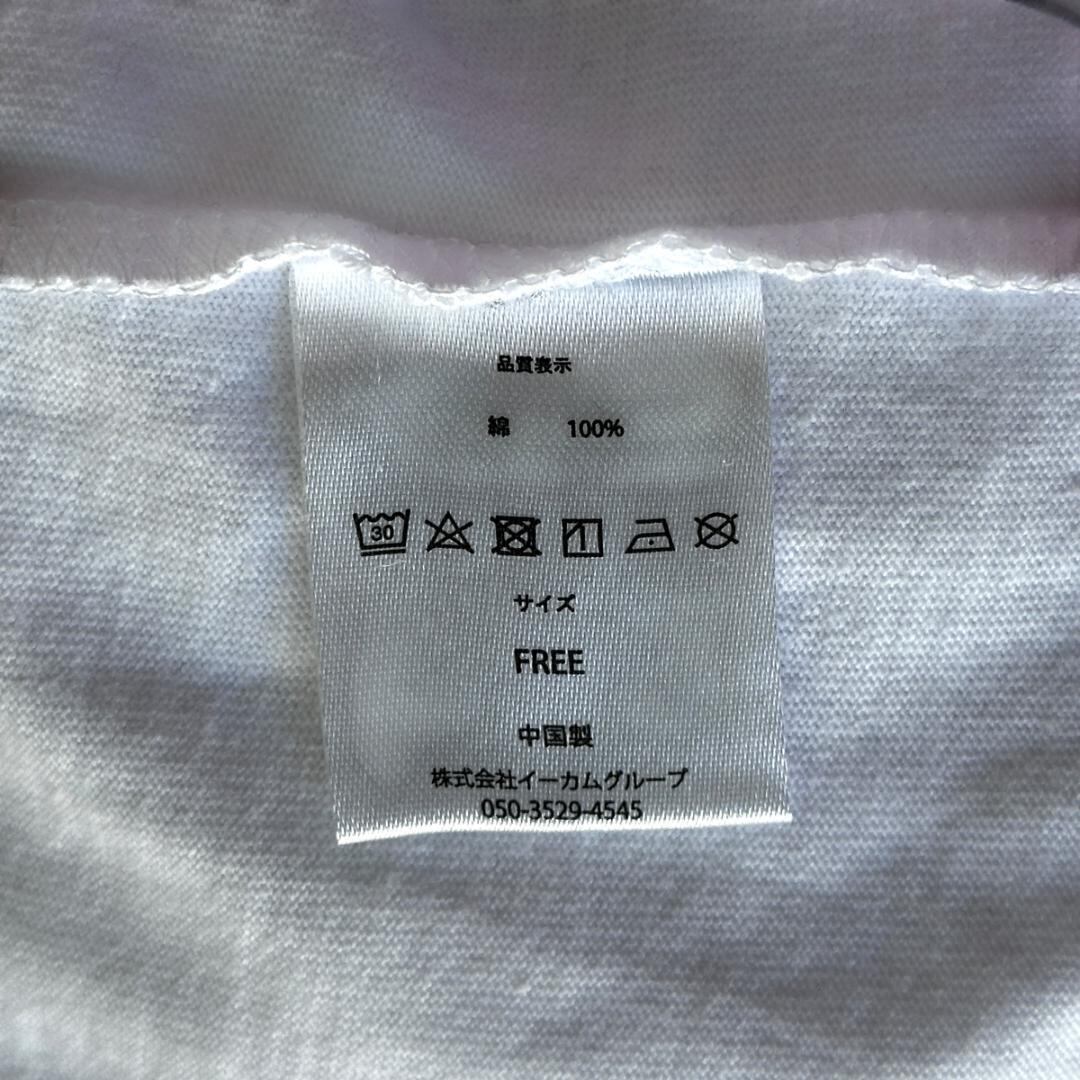 品質表示
綿 100%
30
サイズ
FREE
中国製
株式会社イーカムグループ
050-3529-4545